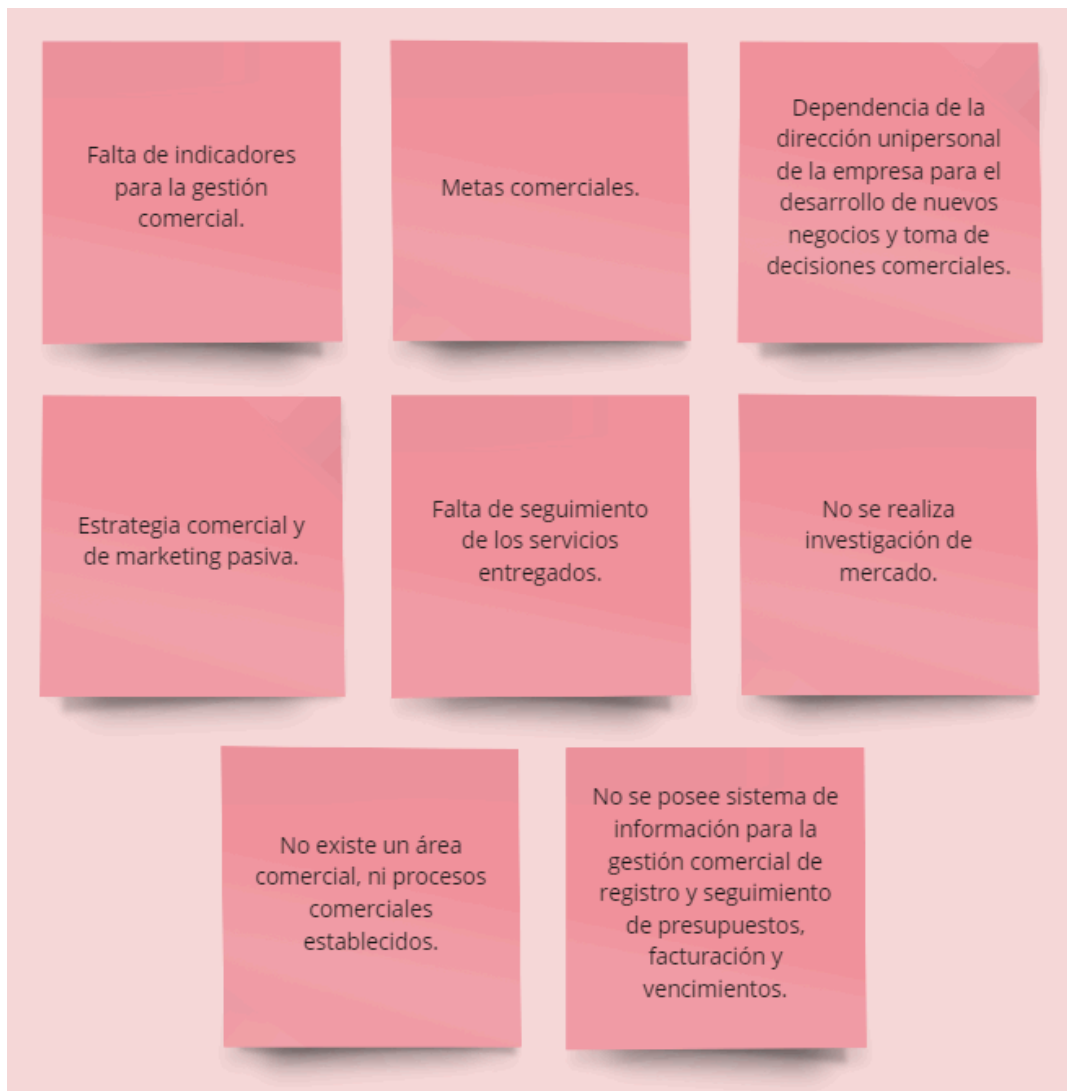 Falta de indicadores
para la gestión
comercial.
Metas comerciales.
Dependencia de la
dirección unipersonal
de la empresa para el
desarrollo de nuevos
negocios y toma de
decisiones comerciales.
Estrategia comercial y
de marketing pasiva.
Falta de seguimiento
de los servicios
entregados.
No se realiza
investigación de
mercado.
No existe un área
comercial, ni procesos
comerciales
establecidos.
No se posee sistema de
información para la
gestión comercial de
registro y seguimiento
de presupuestos,
facturación y
vencimientos.